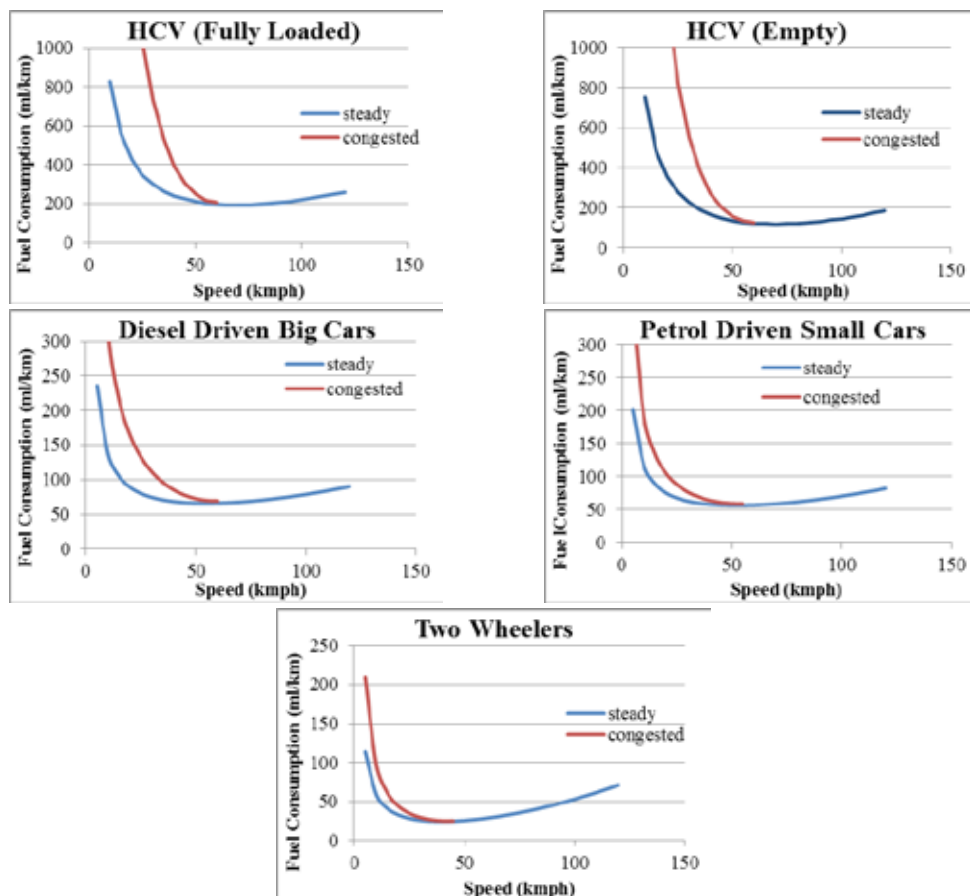 HCV (Fully Loaded)
Fuel Consumption (ml/km)
1000
800
600
400
200
0
steady
congested
0 50 100 150
Speed (kmph)
HCV (Empty)
Fuel Consumption (ml/km)
1000
800
600
400
200
0
steady
congested
0 50 100 150
Speed (kmph)
Diesel Driven Big Cars
Fuel Consumption (ml/km)
300
250
200
150
100
50
0
steady
congested
0 50 100 150
Speed (kmph)
Petrol Driven Small Cars
FuelConsumption (ml/km)
300
250
200
150
100
50
0
steady
congested
0 50 100 150
Speed (kmph)
Two Wheelers
Fuel Consumption (ml/km)
250
200
150
100
50
0
steady
congested
0 50 100 150
Speed (kmph)